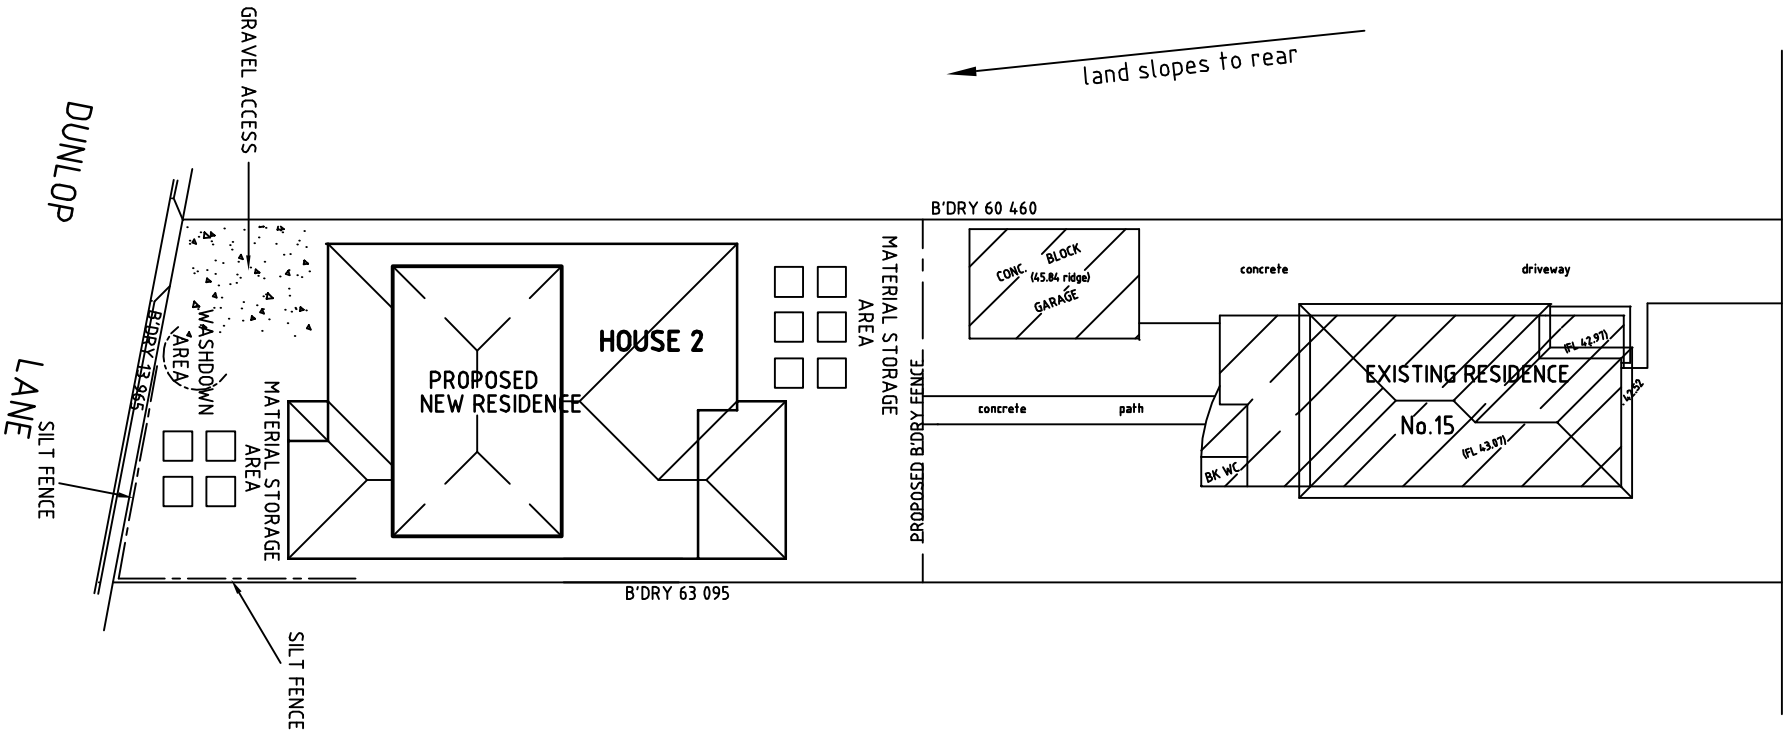 GRAVEL ACCESS
DUNLOP
LANE
land slopes to rear
B'DRY 60 460
MATERIAL STORAGE
AREA
CONC. BLOCK
(45.84 ridge)
GARAGE
concrete driveway
HOUSE 2
PROPOSED
NEW RESIDENCE
B'DRY 13 965
WASHDOWN
AREA
MATERIAL STORAGE
AREA
SILT FENCE
PROPOSED B'DRY FENCE
concrete path
EXISTING RESIDENCE
No.15
(FL 42.97)
42.52
(FL 43.07)
BK WC
B'DRY 63 095
SILT FENCE